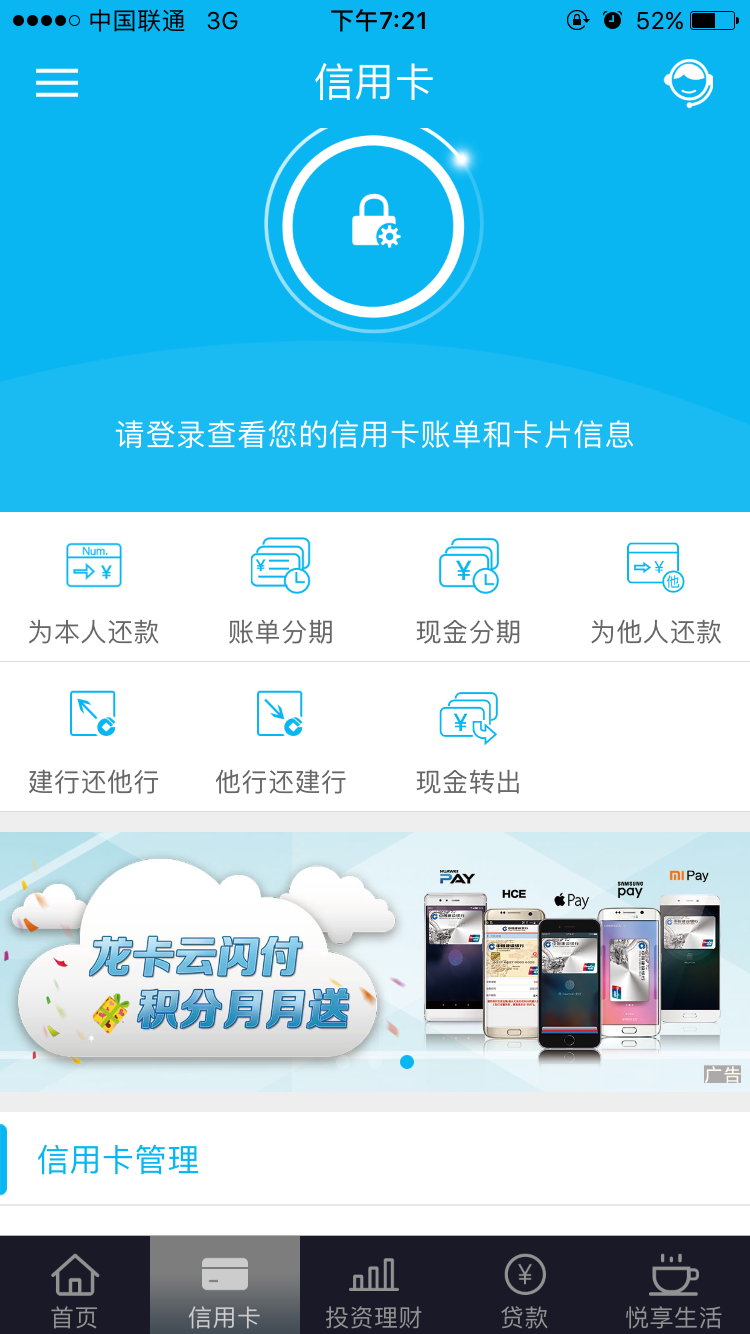 中国联通 3G 下午7:21 52%
信用卡
请登录查看您的信用卡账单和卡片信息
Num.
¥ ¥ ¥ ¥ 他
为本人还款 账单分期 现金分期 为他人还款
¥
建行还他行 他行还建行 现金转出
HUAWEI PAY HCE Pay SAMSUNG pay MI Pay
龙卡云闪付
积分月月送
广告
信用卡管理
¥
首页 信用卡 投资理财 贷款 悦享生活